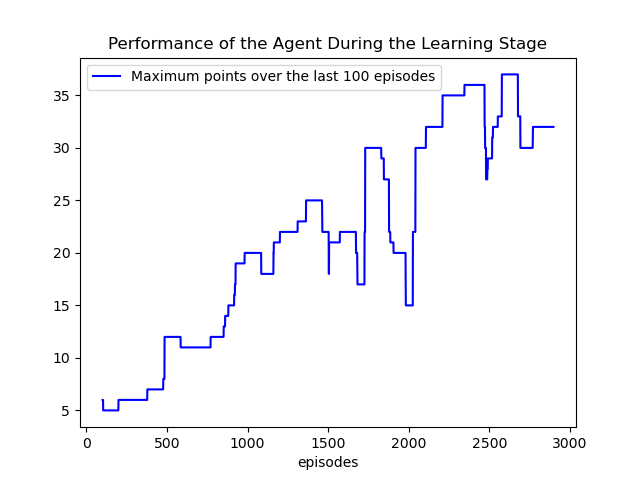 Performance of the Agent During the Learning Stage
Maximum points over the last 100 episodes
35
30
25
20
15
10
5
0 500 1000 1500 2000 2500 3000
episodes